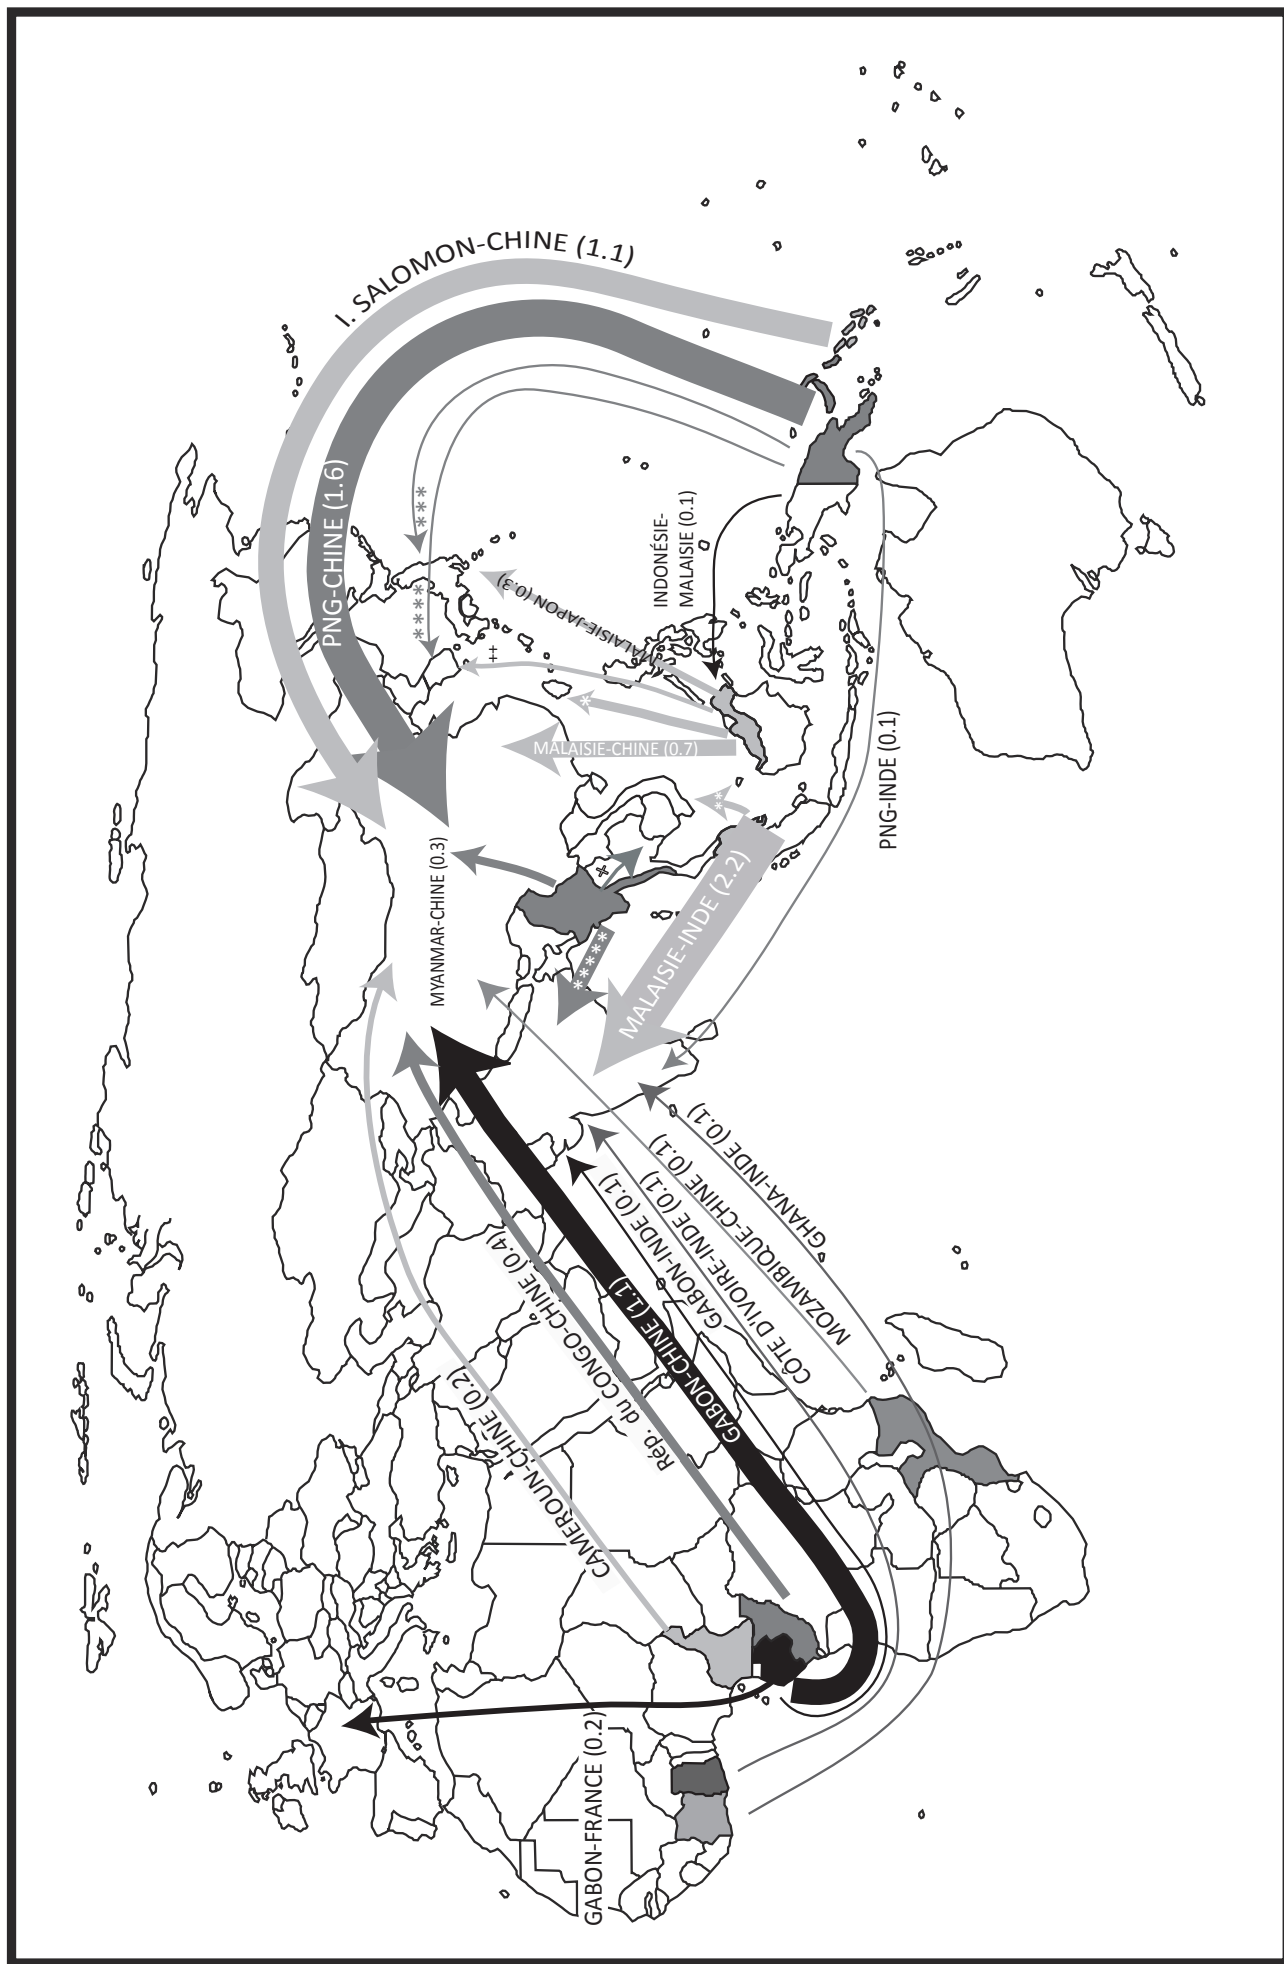 I. SALOMON-CHINE (1.1)
PNG-CHINE (1.6)
***
****
‡
MALAISIE-JAPON (0.3)
INDONÉSIE-
MALAISIE (0.1)
*
MALAISIE-CHINE (0.7)
**
MYANMAR-CHINE (0.3)
+
*****
MALAISIE-INDE (2.2)
PNG-INDE (0.1)
CAMEROUN-CHINE (0.2)
Rép. du CONGO-CHINE (0.4)
GABON-CHINE (1.1)
GABON-INDE (0.1)
CÔTE D'IVOIRE-INDE (0.1)
MOZAMBIQUE-CHINE (0.1)
GHANA-INDE (0.1)
GABON-FRANCE (0.2)